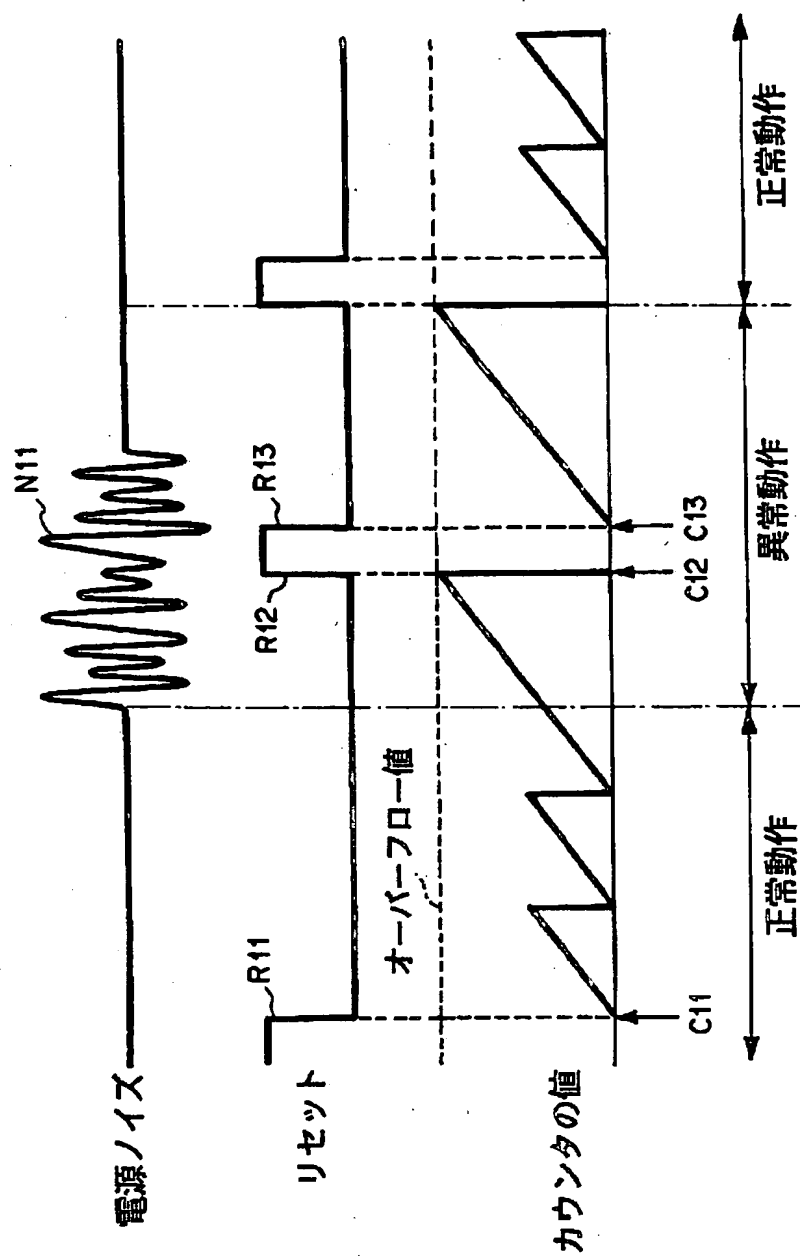 電源ノイズ
N11
リセット
R11
R12
R13
オーバーフロー値
カウンタの値
C11
C12
C13
正常動作
異常動作
正常動作